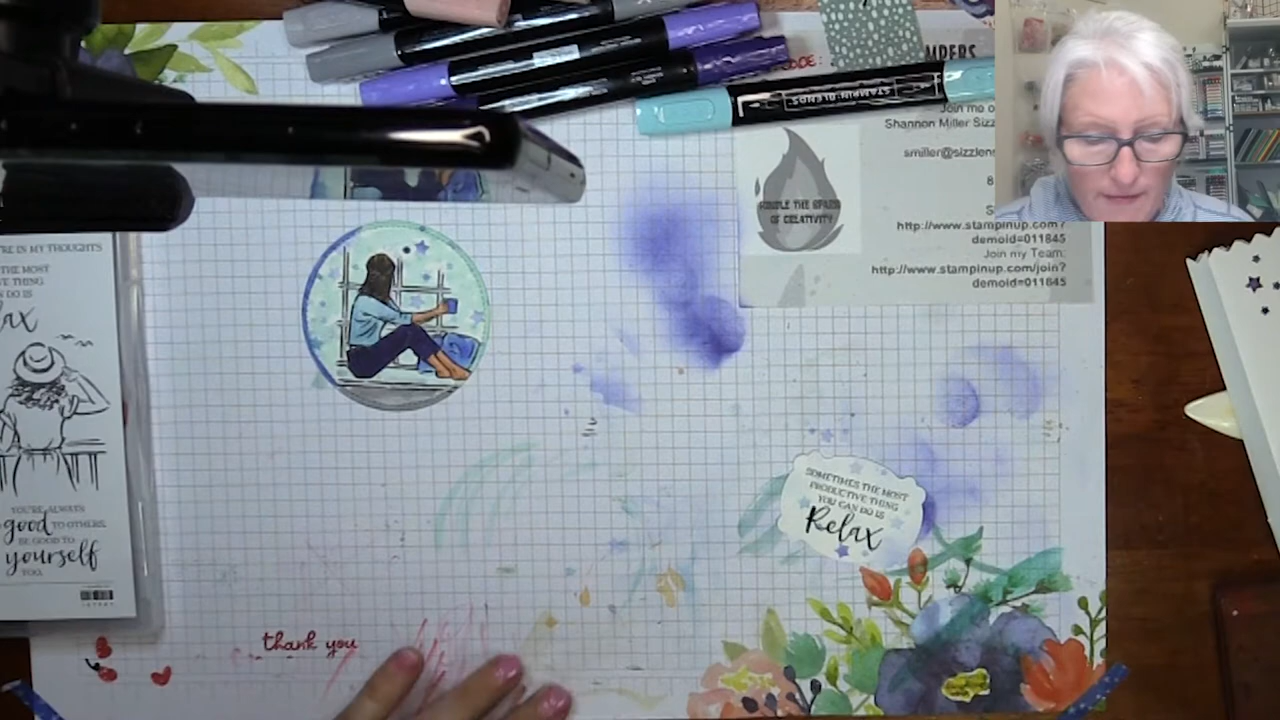 STAMPIN' BLENDS
Join me o
Shannon Miller Sizz
smiller@sizzlens
8
S
http://www.stampinup.com?
demoid=011845
Join my Team:
http://www.stampinup.com/join?
demoid=011845
KINDLE THE SPARK
OF CREATIVITY
'RE IN MY THOUGHTS
THE MOST
E THING
N DO IS
lax
YOU'RE ALWAYS
good TO OTHERS.
BE GOOD TO
yourself
TOO.
SOMETIMES THE MOST
PRODUCTIVE THING
YOU CAN DO IS
Relax
thank you